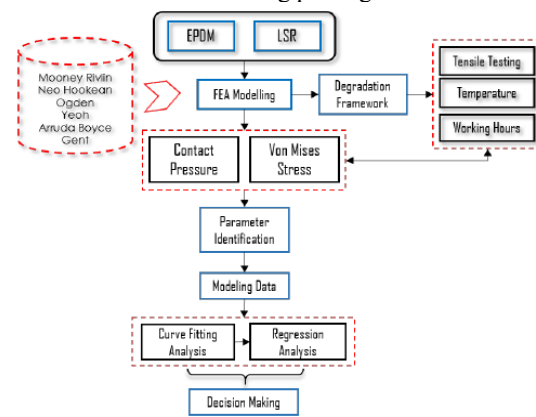 EPDM
LSR
Mooney Rivlin
Neo Hookean
Ogden
Yeoh
Arruda Boyce
Gent
FEA Modelling
Degradation
Framework
Tensile Testing
Temperature
Working Hours
Contact
Pressure
Von Mises
Stress
Parameter
Identification
Modeling Data
Curve Fitting
Analysis
Regression
Analysis
Decision Making